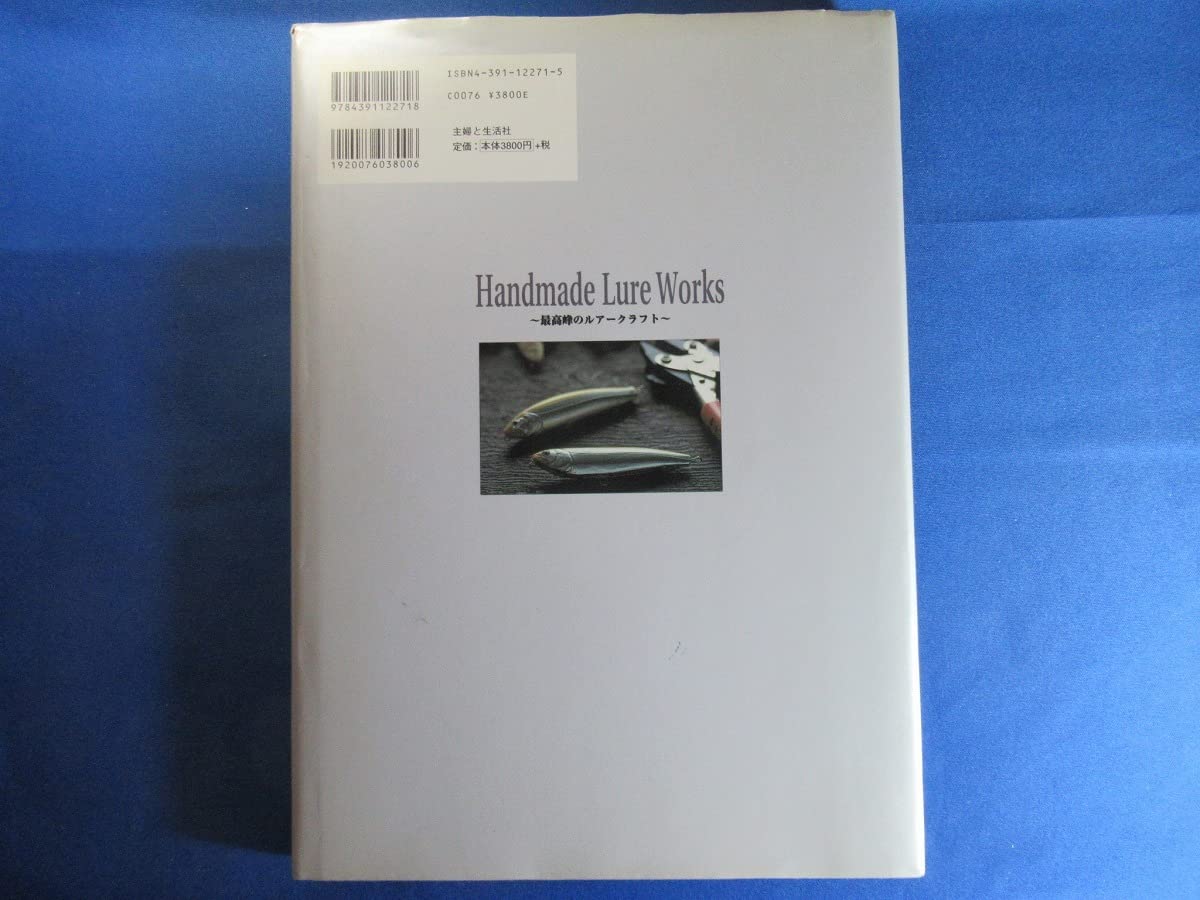 ISBN4-391-12271-5
9784391122718
C0076 ¥3800E
1920076038006
主婦と生活社
定価：本体3800円+税
Handmade Lure Works
～最高峰のルアークラフト～